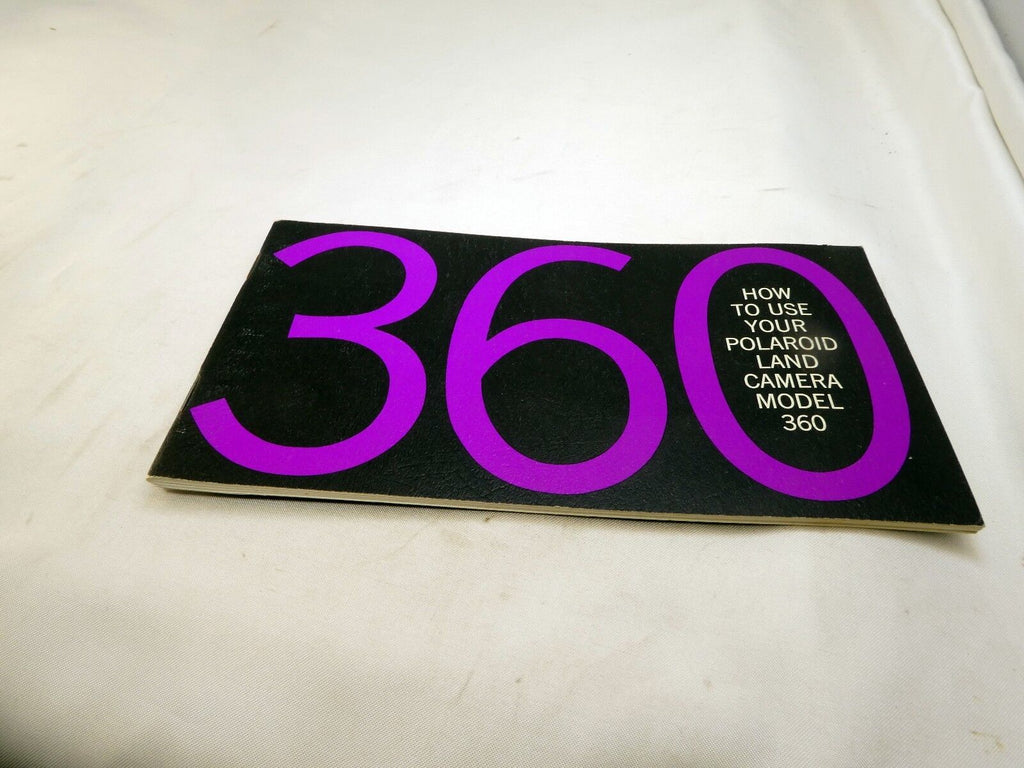 360
HOW
TO USE
YOUR
POLAROID
LAND
CAMERA
MODEL
360